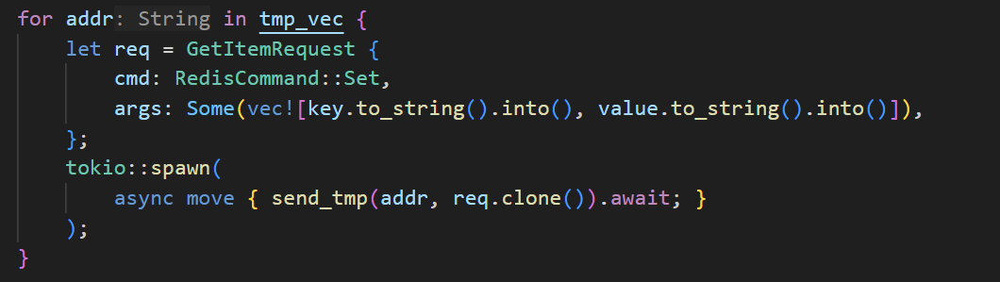 for addr: String in tmp_vec {
    let req = GetItemRequest {
        cmd: RedisCommand::Set,
        args: Some(vec![key.to_string().into(), value.to_string().into()]),
    };
    tokio::spawn(
        async move { send_tmp(addr, req.clone()).await; }
    );
}